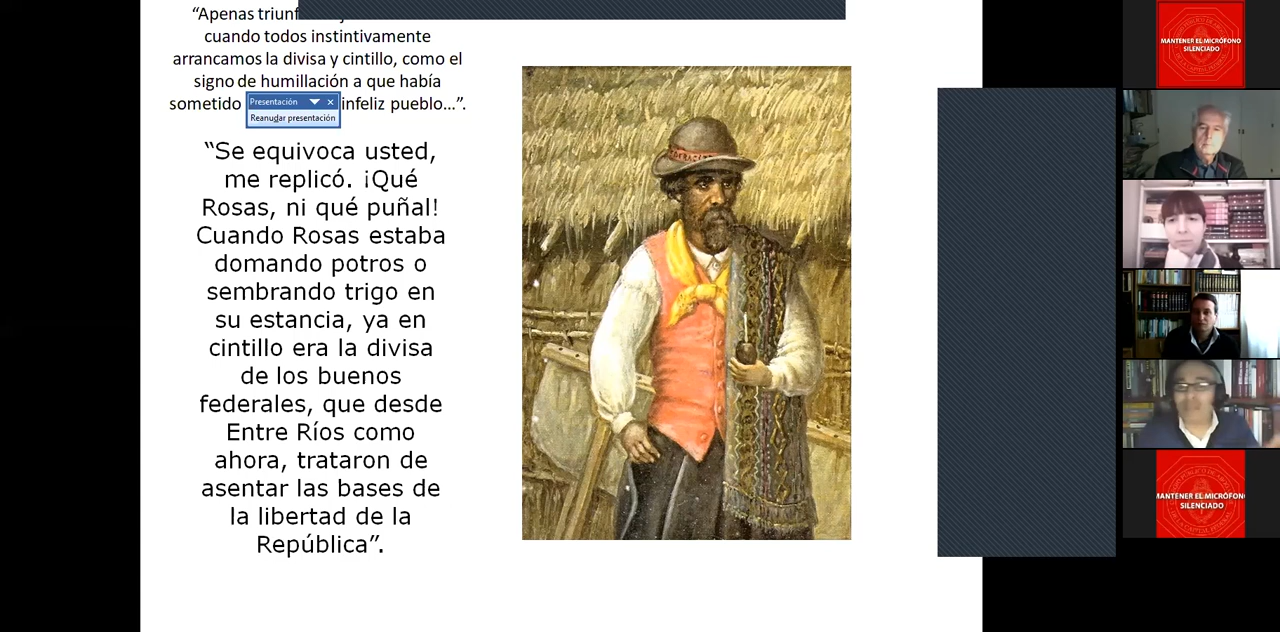 “Apenas triunf
cuando todos instintivamente
arrancamos la divisa y cintillo, como el
signo de humillación a que había
sometido infeliz pueblo...”.
Presentación
Reanudar presentación
“Se equivoca usted,
me replicó. ¡Qué
Rosas, ni qué puñal!
Cuando Rosas estaba
domando potros o
sembrando trigo en
su estancia, ya en
cintillo era la divisa
de los buenos
federales, que desde
Entre Ríos como
ahora, trataron de
asentar las bases de
la libertad de la
República”.
MANTENER EL MICRÓFONO
SILENCIADO
MANTENER EL MICRÓFONO
SILENCIADO